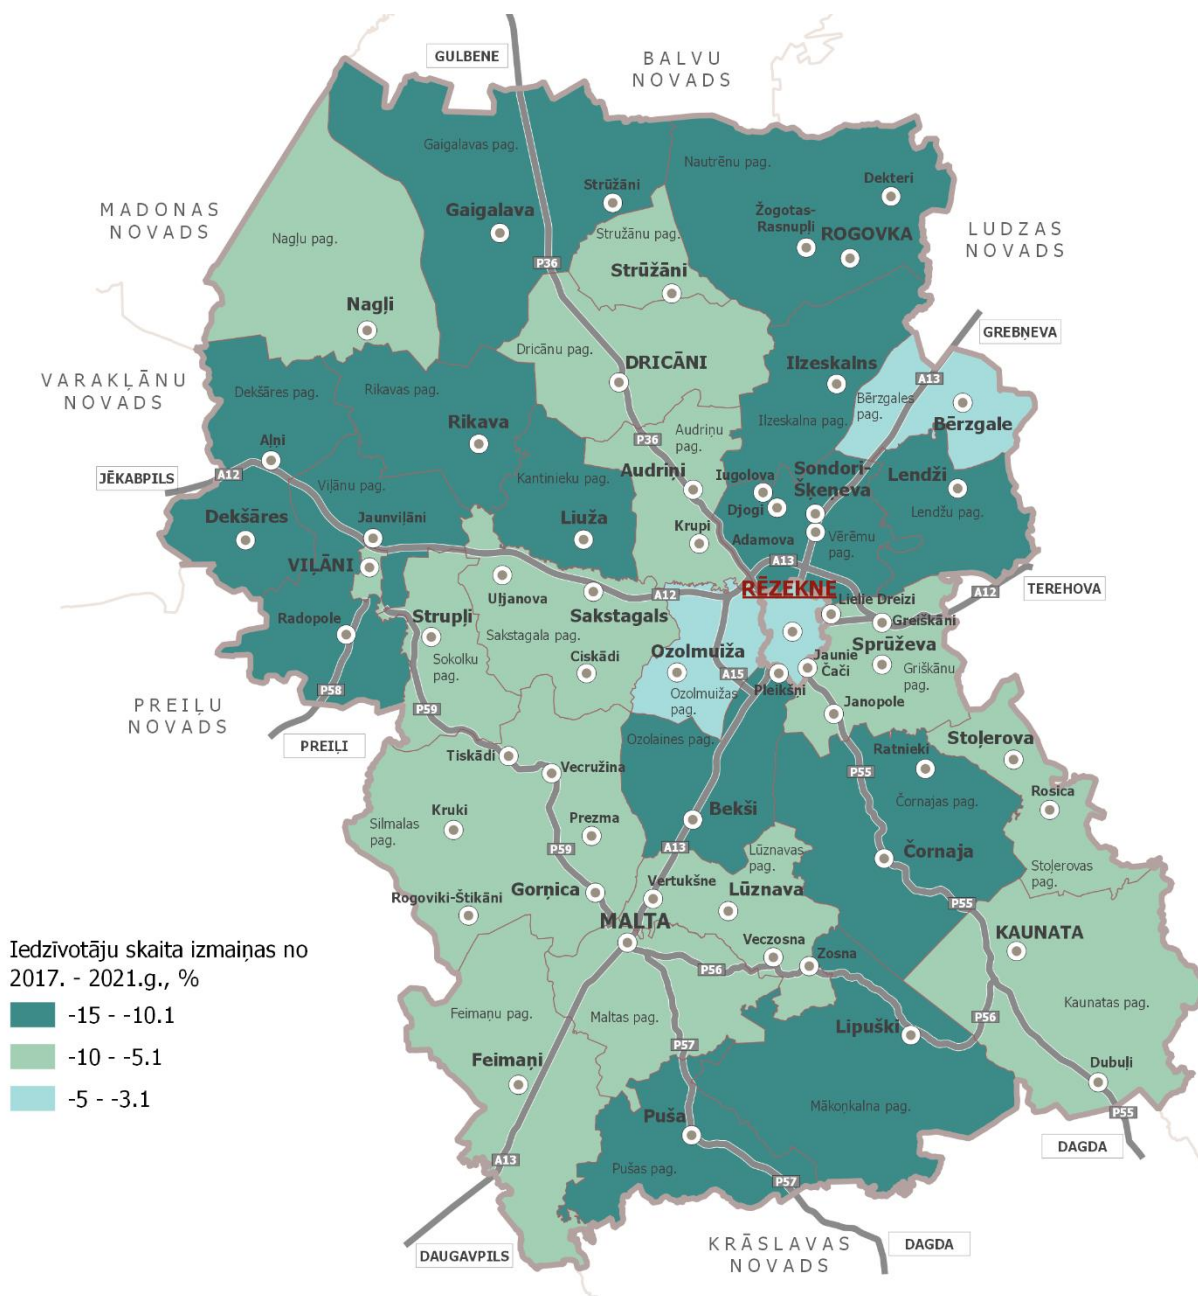 GULBENE
BALVU
NOVADS
Gaigalavas pag.
Nautrēnu pag.
Dekteri
Strūžāni
MADONAS
NOVADS
Gaigalava
Žogotas-
Rasnupļi
ROGOVKA
LUDZAS
NOVADS
Nagļu pag.
Stružānu pag.
P36
Strūžāni
Nagļi
GREBŅEVA
Dricānu pag.
DRICĀNI
Ilzeskalns
A13
VARAKĻĀNU
NOVADS
Dekšāres pag.
Rikavas pag.
Bērzgales
pag.
Bērzgale
Rikava
Audriņu
pag.
Ilzeskalna pag.
P36
Aļņi
JĒKABPILS
A12
Viļānu pag.
Kantinieku pag.
Audriņi
Iugolova
Sondori-
Šķeņeva
Lendži
Djogi
Lendžu pag.
Dekšāres
Jaunviļāni
Liuža
Krupi
Adamova
Vērēmu
pag.
A13
VIĻĀNI
Uļjanova
Sakstagals
A12
RĒZEKNE
Lielie Dreizi
A12
TEREHOVA
Greiškāni
Radopole
Strupļi
Sakstagala pag.
Sokolku
pag.
Ciskādi
Ozolmuiža
A15
Ozolmuižas
pag.
Pleikšņi
Jaunie
Čači
Sprūževa
Griškānu
pag.
P58
P59
PREIĻU
NOVADS
PREIĻI
Janopole
Ozolaines pag.
Stoļerova
Tiskādi
Vecružina
Ratnieki
P55
Rosica
Kruki
Silmalas
pag.
Prezma
Bekši
Čornajas pag.
P59
A13
Lūznavas
pag.
Čornaja
Stoļerovas
pag.
Rogoviki-Štikāni
Gorņica
Vertukšne
Lūznava
P55
MALTA
KAUNATA
Iedzīvotāju skaita izmaiņas no
2017. - 2021.g., %
-15 - -10.1
-10 - -5.1
-5 - -3.1
Veczosna
Zosna
P56
Feimaņu pag.
Maltas pag.
Kaunatas pag.
P56
Lipuški
P57
Feimaņi
Dubuļi
Mākoņkalna pag.
P55
Puša
DAGDA
A13
Pušas pag.
P57
DAUGAVPILS
KRĀSLAVAS
NOVADS
DAGDA